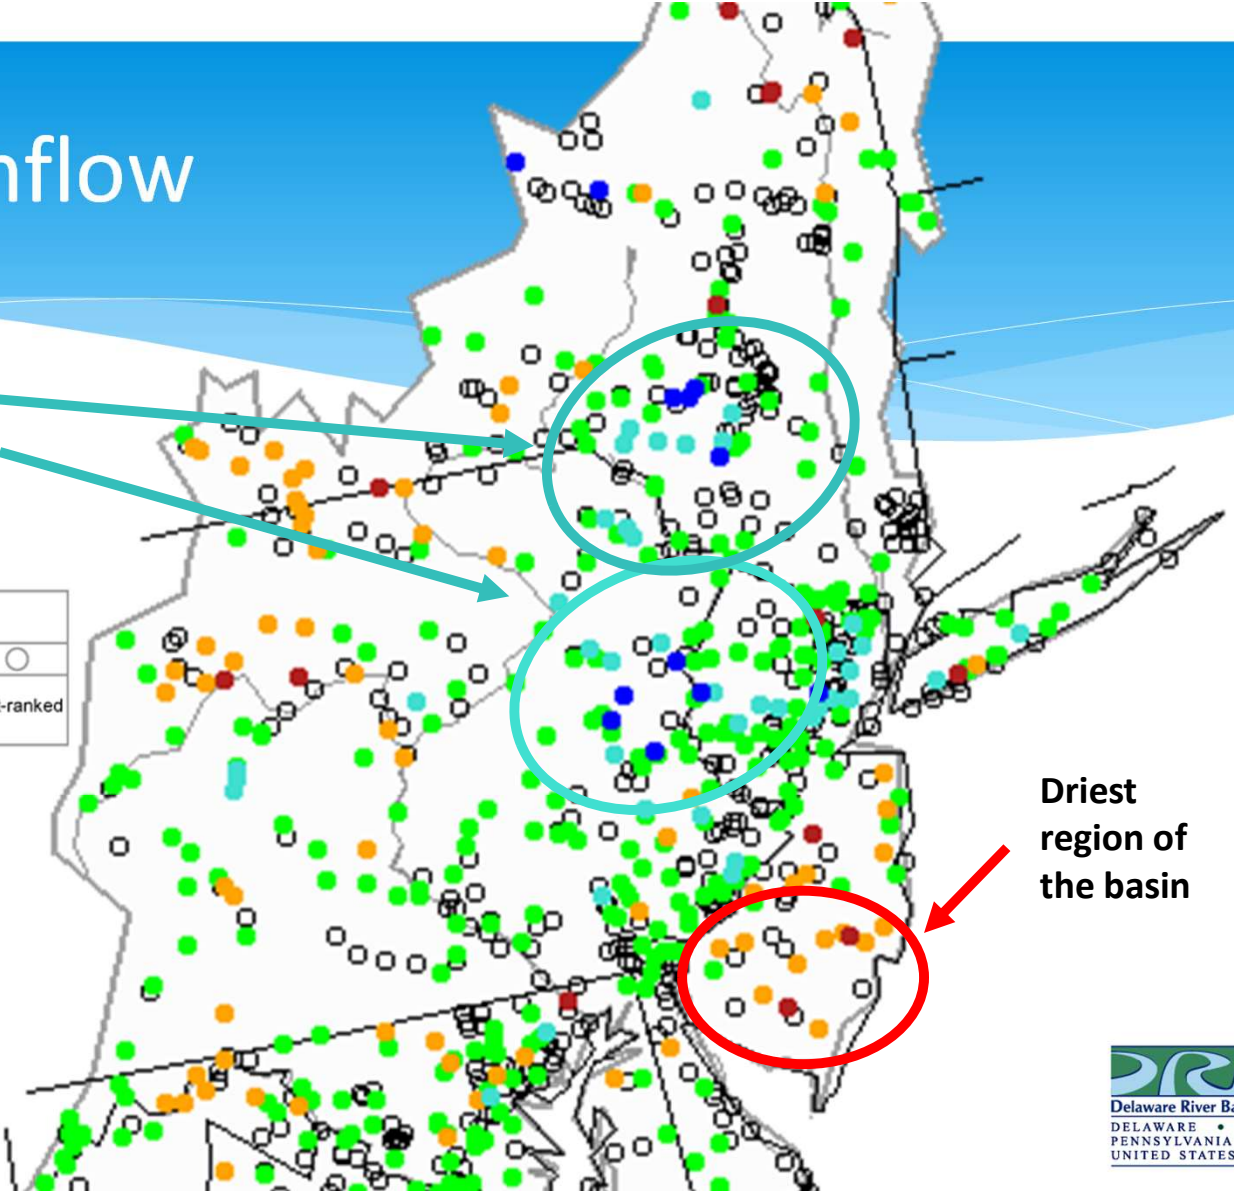 nflow
-ranked
Driest
region of
the basin
Delaware River Ba
DELAWARE •
PENNSYLVANIA
UNITED STATES